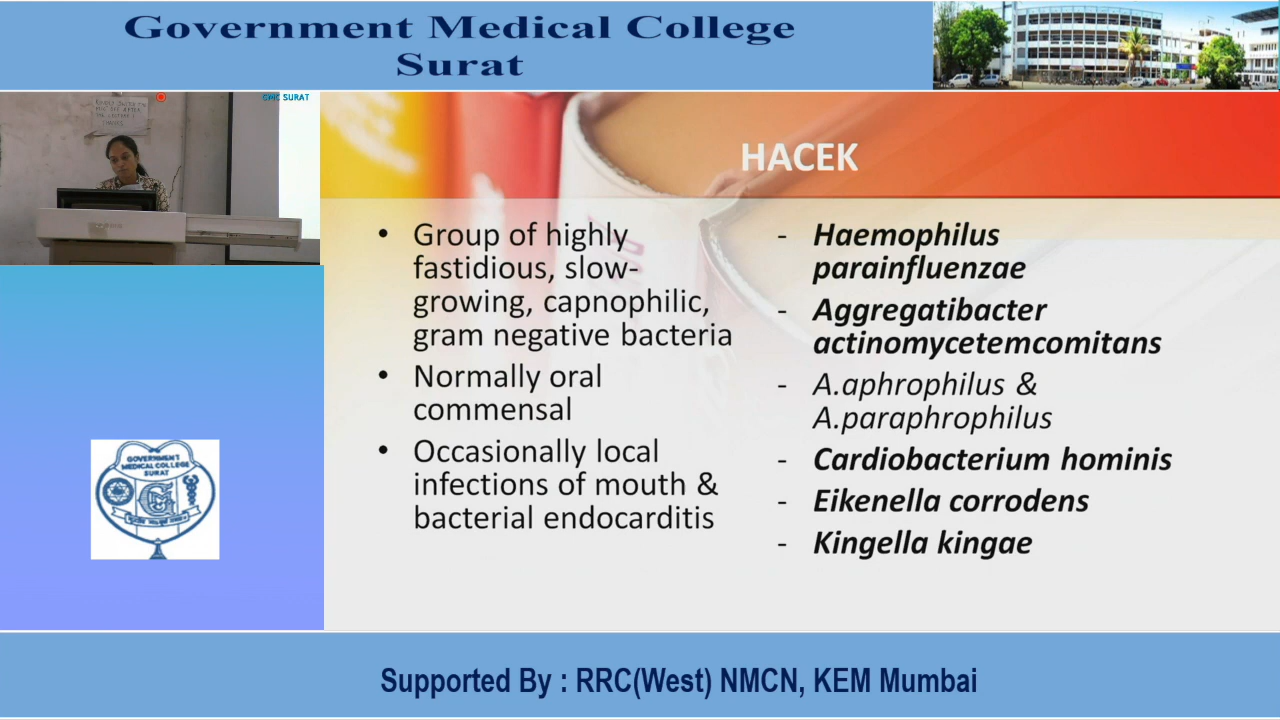 Government Medical College
Surat
GMC SURAT
HACEK
• Group of highly
fastidious, slow-
growing, capnophilic,
gram negative bacteria
• Normally oral
commensal
• Occasionally local
infections of mouth &
bacterial endocarditis
- Haemophilus
parainfluenzae
- Aggregatibacter
actinomycetemcomitans
- A.aphrophilus &
A.paraphrophilus
- Cardiobacterium hominis
- Eikenella corrodens
- Kingella kingae
GOVERNMENT
MEDICAL COLLEGE
SURAT
Supported By : RRC(West) NMCN, KEM Mumbai